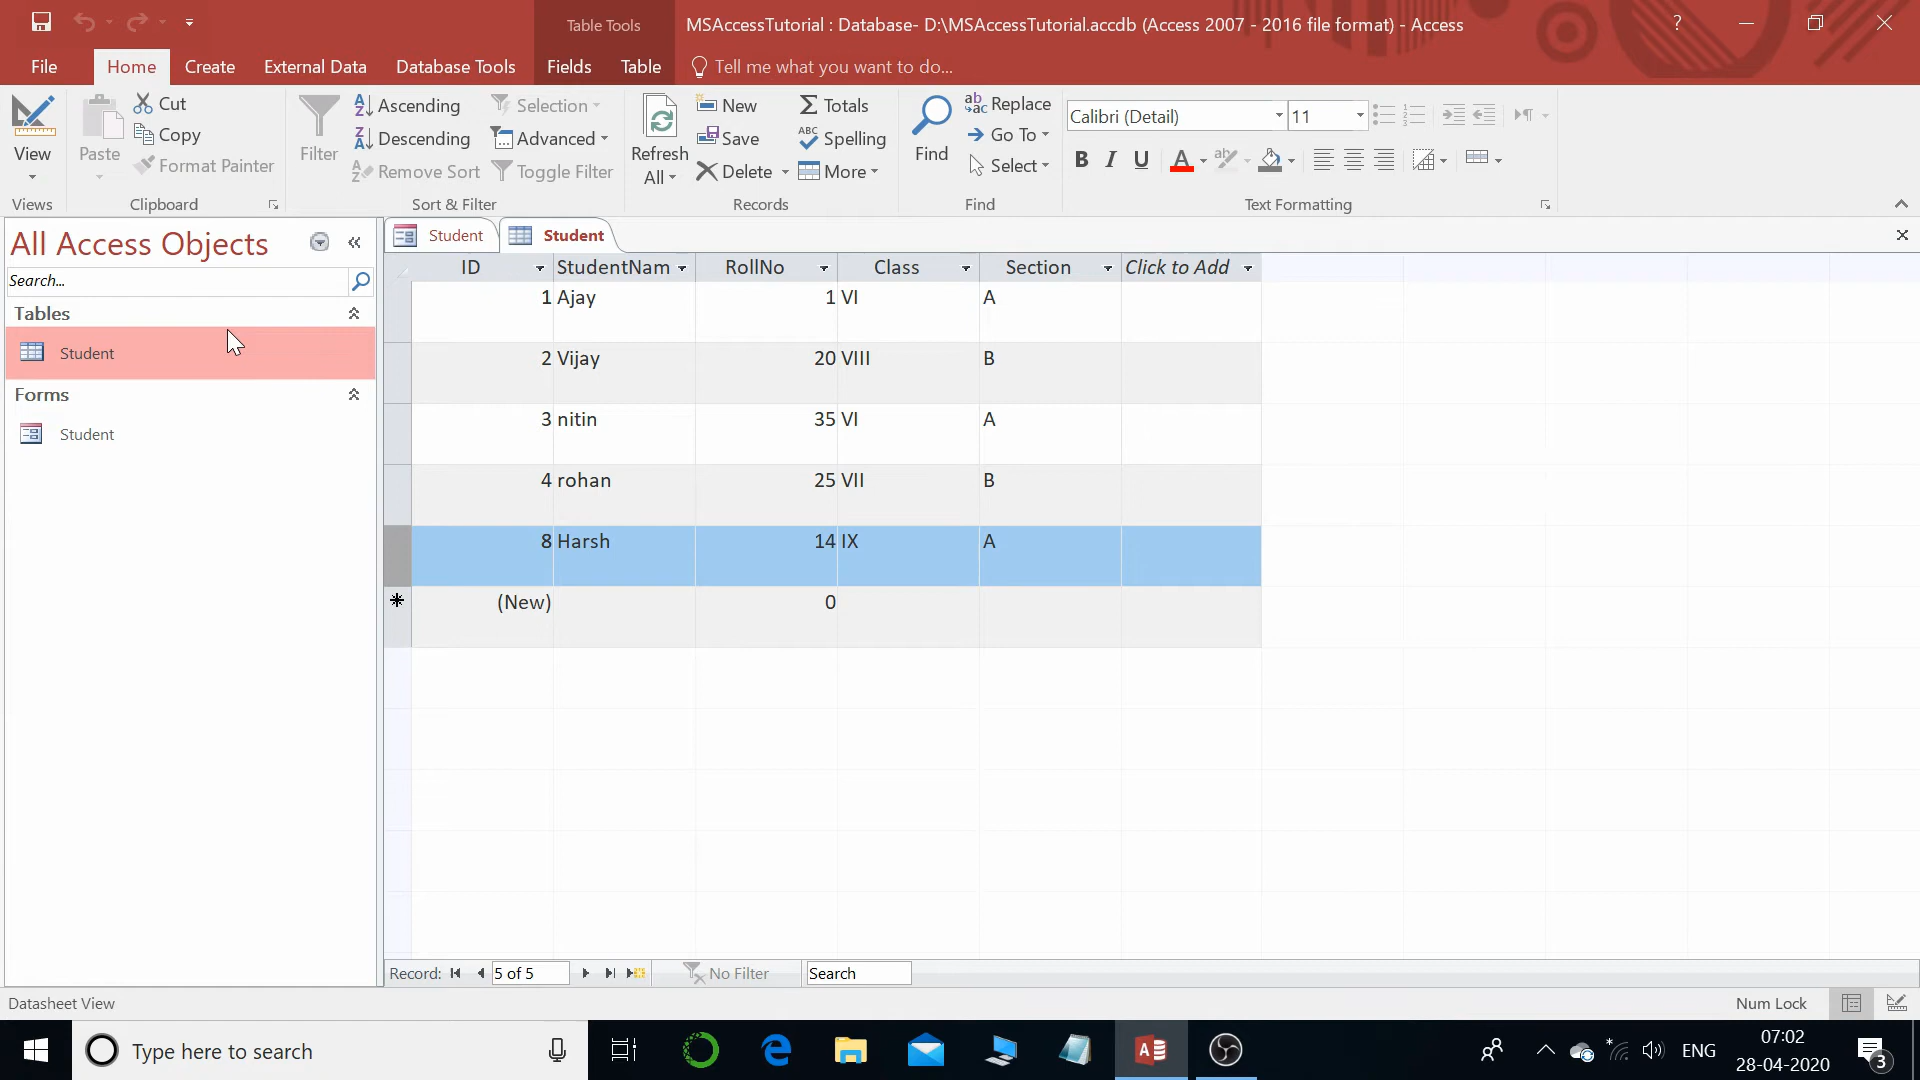 Table Tools
MSAccessTutorial : Database- D:\MSAccessTutorial.accdb (Access 2007 - 2016 file format) - Access
?
File Home Create External Data Database Tools Fields Table Tell me what you want to do...
View
Paste
Cut
Copy
Format Painter
Filter
Ascending
Descending
Remove Sort
Selection
Advanced
Toggle Filter
Refresh
All
New
Save
Delete
Totals
Spelling
More
Find
Replace
Go To
Select
Calibri (Detail) 11
B I U
Views Clipboard Sort & Filter Records Find Text Formatting
All Access Objects
Search...
Tables
Student
Forms
Student
Student Student
ID StudentNam RollNo Class Section Click to Add
1 Ajay 1 VI A
2 Vijay 20 VIII B
3 nitin 35 VI A
4 rohan 25 VII B
8 Harsh 14 IX A
(New) 0
Record: 5 of 5 No Filter Search
Datasheet View Num Lock
Type here to search
ENG
07:02
28-04-2020
3